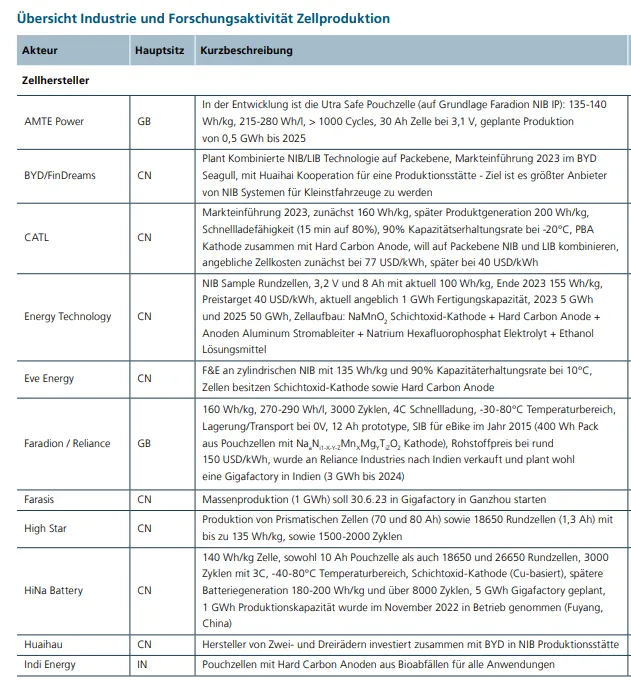 Übersicht Industrie und Forschungsaktivität Zellproduktion
Akteur Hauptsitz Kurzbeschreibung
Zellhersteller
In der Entwicklung ist die Utra Safe Pouchzelle (auf Grundlage Faradion NIB IP): 135-140
AMTE Power GB Wh/kg, 215-280 Wh/l, > 1000 Cycles, 30 Ah Zelle bei 3,1 V, geplante Produktion
von 0,5 GWh bis 2025
Plant Kombinierte NIB/LIB Technologie auf Packebene, Markteinführung 2023 im BYD
BYD/FinDreams CN Seagull, mit Huaihai Kooperation für eine Produktionsstätte - Ziel ist es größter Anbieter
von NIB Systemen für Kleinstfahrzeuge zu werden
Markteinführung 2023, zunächst 160 Wh/kg, später Produktgeneration 200 Wh/kg,
Schnellladefähigkeit (15 min auf 80%), 90% Kapazitätserhaltungsrate bei -20°C, PBA
CATL CN Kathode zusammen mit Hard Carbon Anode, will auf Packebene NIB und LIB kombinieren,
angebliche Zellkosten zunächst bei 77 USD/kWh, später bei 40 USD/kWh
NIB Sample Rundzellen, 3,2 V und 8 Ah mit aktuell 100 Wh/kg, Ende 2023 155 Wh/kg,
Preistarget 40 USD/kWh, aktuell angeblich 1 GWh Fertigungskapazität, 2023 5 GWh
Energy Technology CN und 2025 50 GWh, Zellaufbau: NaMnO2 Schichtoxid-Kathode + Hard Carbon Anode +
Anoden Aluminum Stromableiter + Natrium Hexafluorophosphat Elektrolyt + Ethanol
Lösungsmittel
F&E an zylindrischen NIB mit 135 Wh/kg und 90% Kapazitäterhaltungsrate bei 10°C,
Eve Energy CN Zellen besitzen Schichtoxid-Kathode sowie Hard Carbon Anode
160 Wh/kg, 270-290 Wh/l, 3000 Zyklen, 4C Schnellladung, -30-80°C Temperaturbereich,
Lagerung/Transport bei 0V, 12 Ah prototype, SIB für eBike im Jahr 2015 (400 Wh Pack
Faradion / Reliance GB aus Pouchzellen mit NaaNi(1-X-Y-ZMnXMgYTiZO2 Kathode), Rohstoffpreis bei rund
150 USD/kWh, wurde an Reliance Industries nach Indien verkauft und plant wohl
eine Gigafactory in Indien (3 GWh bis 2024)
Farasis CN Massenproduktion (1 GWh) soll 30.6.23 in Gigafactory in Ganzhou starten
High Star CN Produktion von Prismatischen Zellen (70 und 80 Ah) sowie 18650 Rundzellen (1,3 Ah) mit
bis zu 135 Wh/kg, sowie 1500-2000 Zyklen
140 Wh/kg Zelle, sowohl 10 Ah Pouchzelle als auch 18650 und 26650 Rundzellen, 3000
Zyklen mit 3C, -40-80°C Temperaturbereich, Schichtoxid-Kathode (Cu-basiert), spätere
HiNa Battery CN Batteriegeneration 180-200 Wh/kg und über 8000 Zyklen, 5 GWh Gigafactory geplant,
1 GWh Produktionskapazität wurde im November 2022 in Betrieb genommen (Fuyang,
China)
Huaihau CN Hersteller von Zwei- und Dreirädern investiert zusammen mit BYD in NIB Produktionsstätte
Indi Energy IN Pouchzellen mit Hard Carbon Anoden aus Bioabfällen für alle Anwendungen